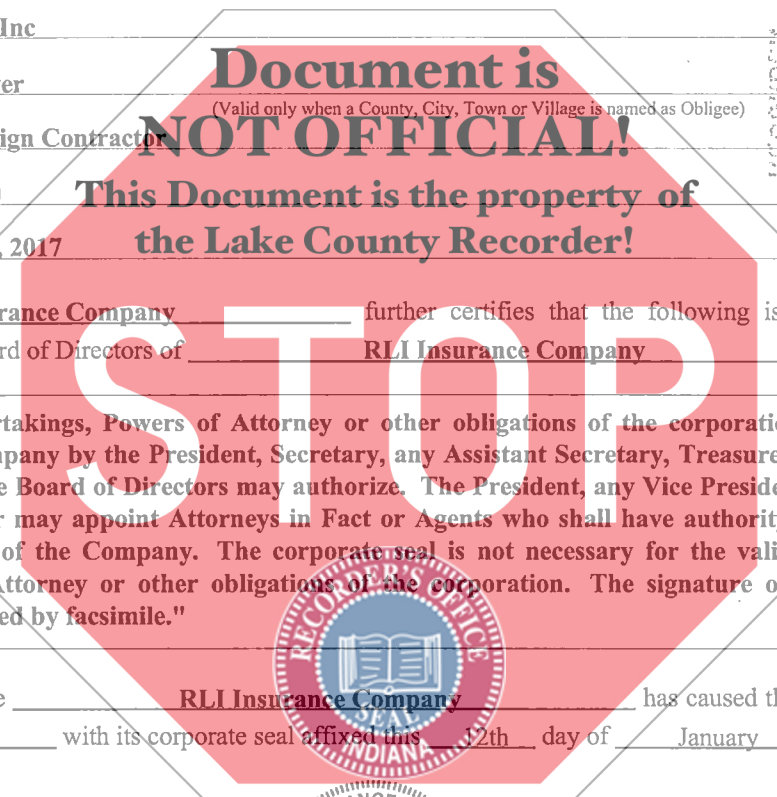 Inc
Document is
er
(Valid only when a County, City, Town or Village is named as Obligee)
ign Contractor
NOT OFFICIAL!
This Document is the property of
, 2017
the Lake County Recorder!
STOP
rance Company further certifies that the following is
rd of Directors of RLI Insurance Company
rtakings, Powers of Attorney or other obligations of the corporati
mpany by the President, Secretary, any Assistant Secretary, Treasure
e Board of Directors may authorize. The President, any Vice Preside
r may appoint Attorneys in Fact or Agents who shall have authority
of the Company. The corporate seal is not necessary for the vali
Attorney or other obligations of the corporation. The signature o
ed by facsimile."
RECORDER'S OFFICE
SEAL
INDIANA
e RLI Insurance Company has caused th
with its corporate seal affixed this 12th day of January